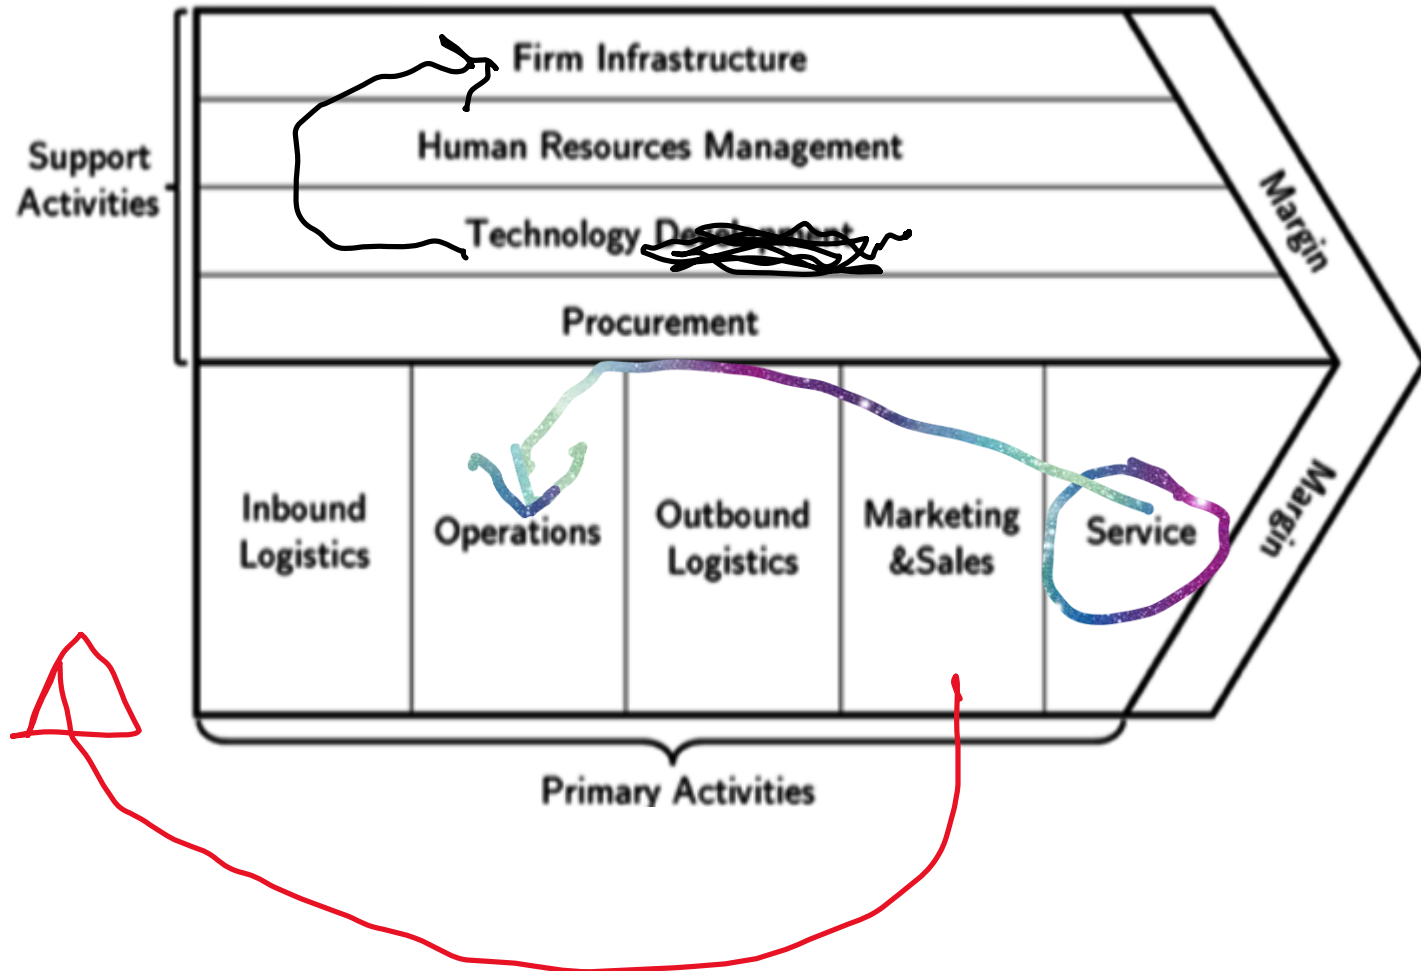 Firm Infrastructure
Human Resources Management
Support
Activities
Technology
Procurement
Margin
Inbound
Logistics
Operations
Outbound
Logistics
Marketing
&Sales
Service
Margin
Primary Activities